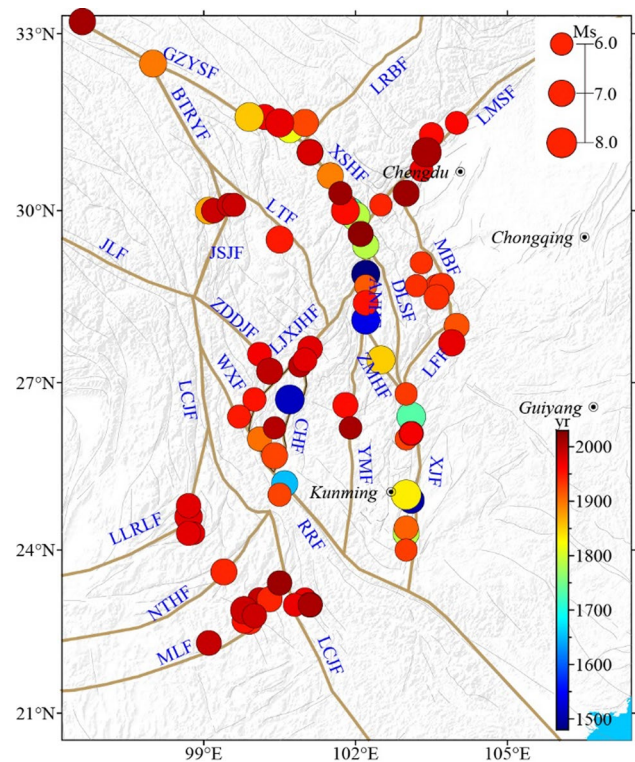 33°N
30°N
27°N
24°N
21°N
99°E
102°E
105°E
Ms
6.0
7.0
8.0
GZYSF
LRBF
BTRYF
LMSF
XSHF
Chengdu
LTF
Chongqing
JLF
JSJF
MBF
DLSF
ZDDJF
LJXJHF
WXF
ZMHF
LCJF
CHF
YMF
Guiyang
yr
2000
1900
1800
1700
1600
1500
Kunming
XJF
LLRLF
RRF
NTHF
MLF
LCJF